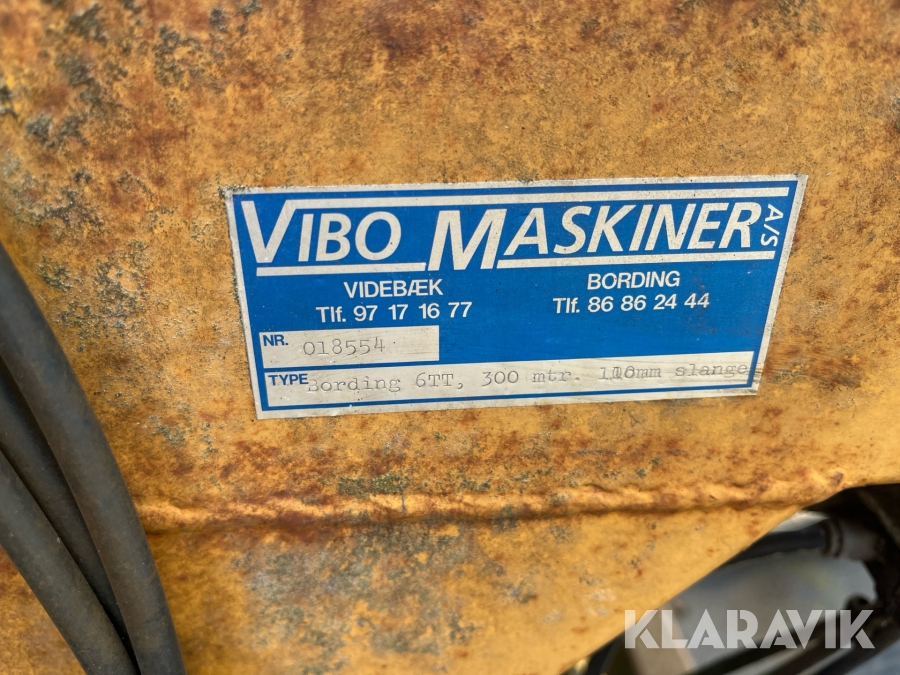 VIBO MASKINER A/S
VIDEBÆK BORDING
Tlf. 97 17 16 77 Tlf. 86 86 24 44
NR. 018554
TYPE Bording 6TT, 300 mtr. slange
KLARAVIK